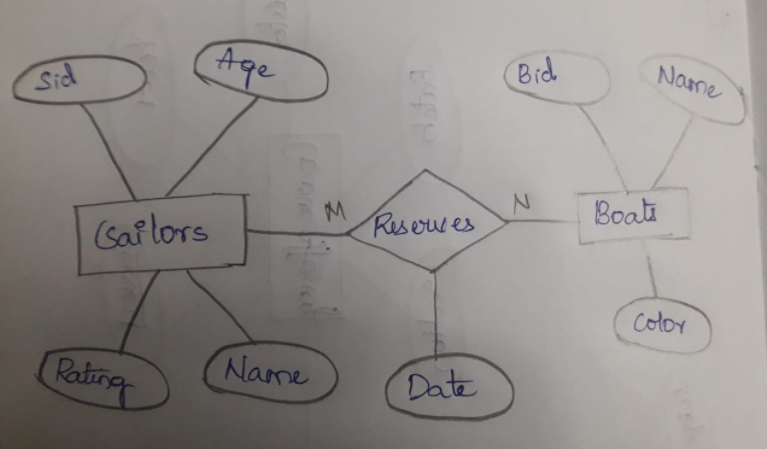 Sid
Age
Bid
Name
Sailors
M
Reserves
N
Boats
Rating
Name
Date
Color